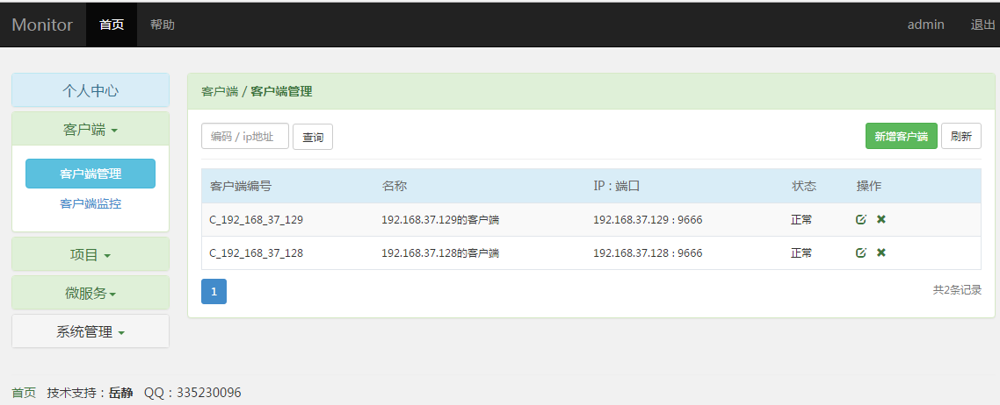 Monitor 首页 帮助 admin 退出
个人中心
客户端
客户端管理
客户端监控
项目
微服务
系统管理
客户端 / 客户端管理
编码 / ip地址 查询 新增客户端 刷新
客户端编号 名称 IP : 端口 状态 操作
C_192_168_37_129 192.168.37.129的客户端 192.168.37.129 : 9666 正常
C_192_168_37_128 192.168.37.128的客户端 192.168.37.128 : 9666 正常
1 共2条记录
首页 技术支持：岳静 QQ：335230096